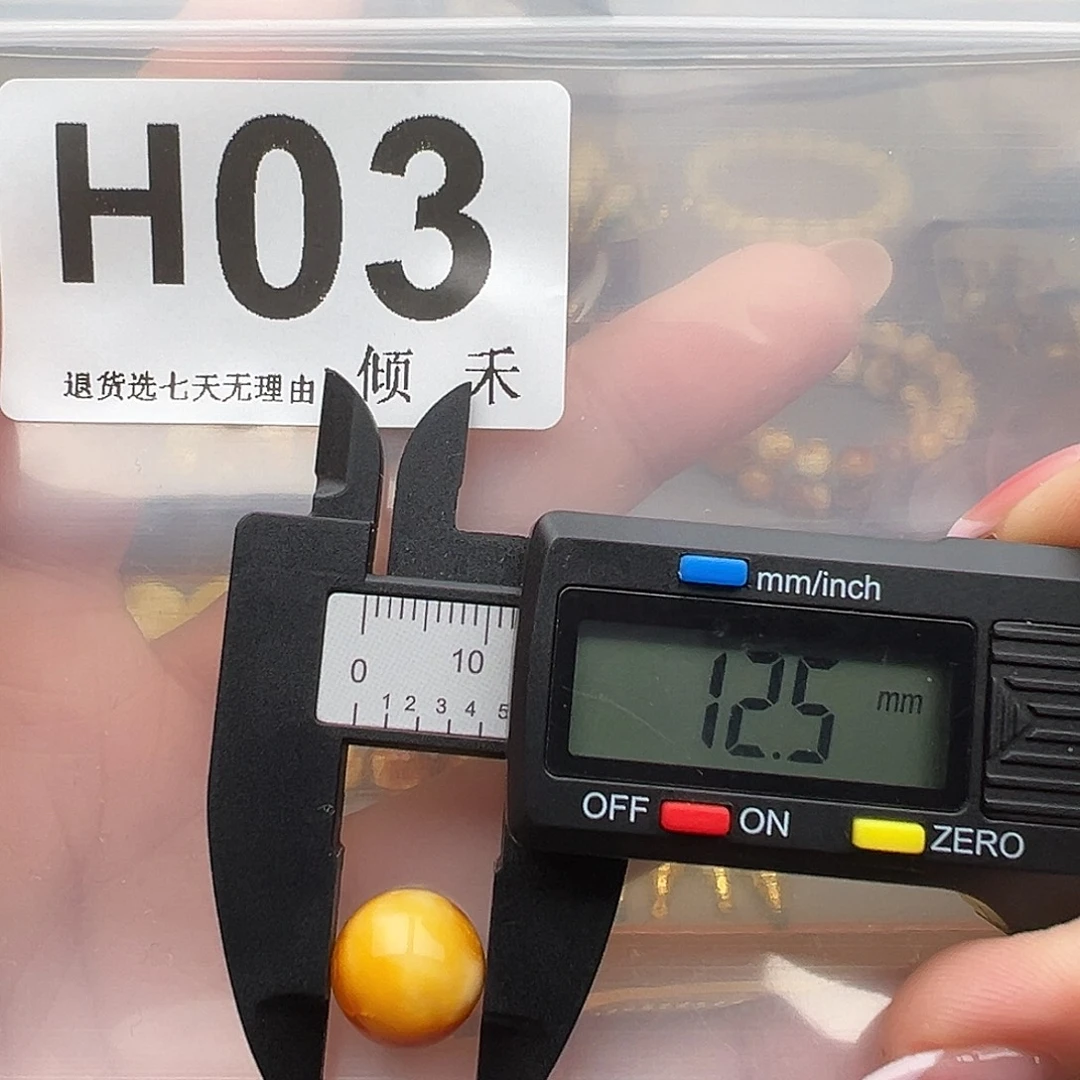 H03
退货选七天无理由 倾 禾
mm/inch
0 10
1 2 3 4 5
12.5 mm
OFF ON ZERO